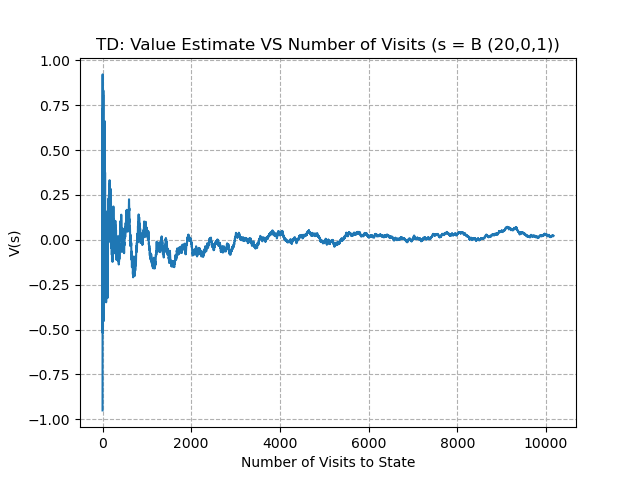 TD: Value Estimate VS Number of Visits (s = B (20,0,1))
1.00
0.75
0.50
0.25
0.00
−0.25
−0.50
−0.75
−1.00
V(s)
0 2000 4000 6000 8000 10000
Number of Visits to State